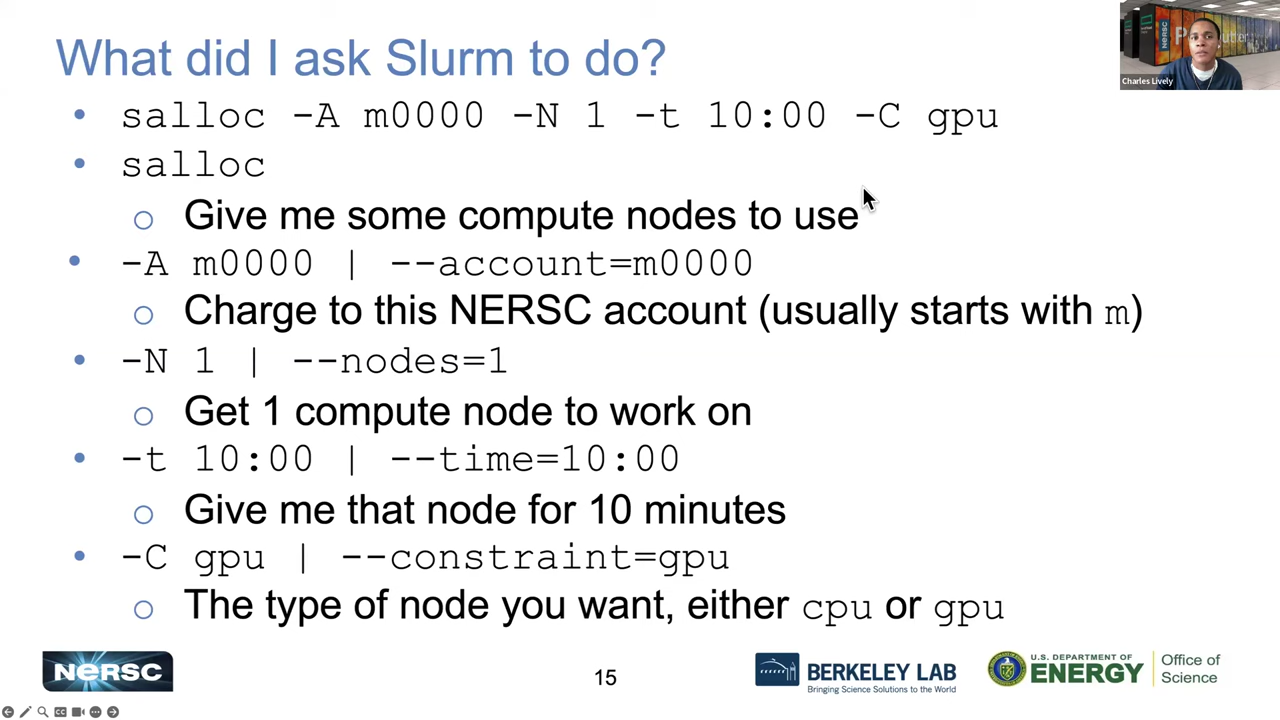 What did I ask Slurm to do?
Charles Lively
• salloc -A m0000 -N 1 -t 10:00 -C gpu
• salloc
o Give me some compute nodes to use
• -A m0000 | --account=m0000
o Charge to this NERSC account (usually starts with m)
• -N 1 | --nodes=1
o Get 1 compute node to work on
• -t 10:00 | --time=10:00
o Give me that node for 10 minutes
• -C gpu | --constraint=gpu
o The type of node you want, either cpu or gpu
NERSC
15
BERKELEY LAB
Bringing Science Solutions to the World
U.S. DEPARTMENT OF
ENERGY
Office of
Science